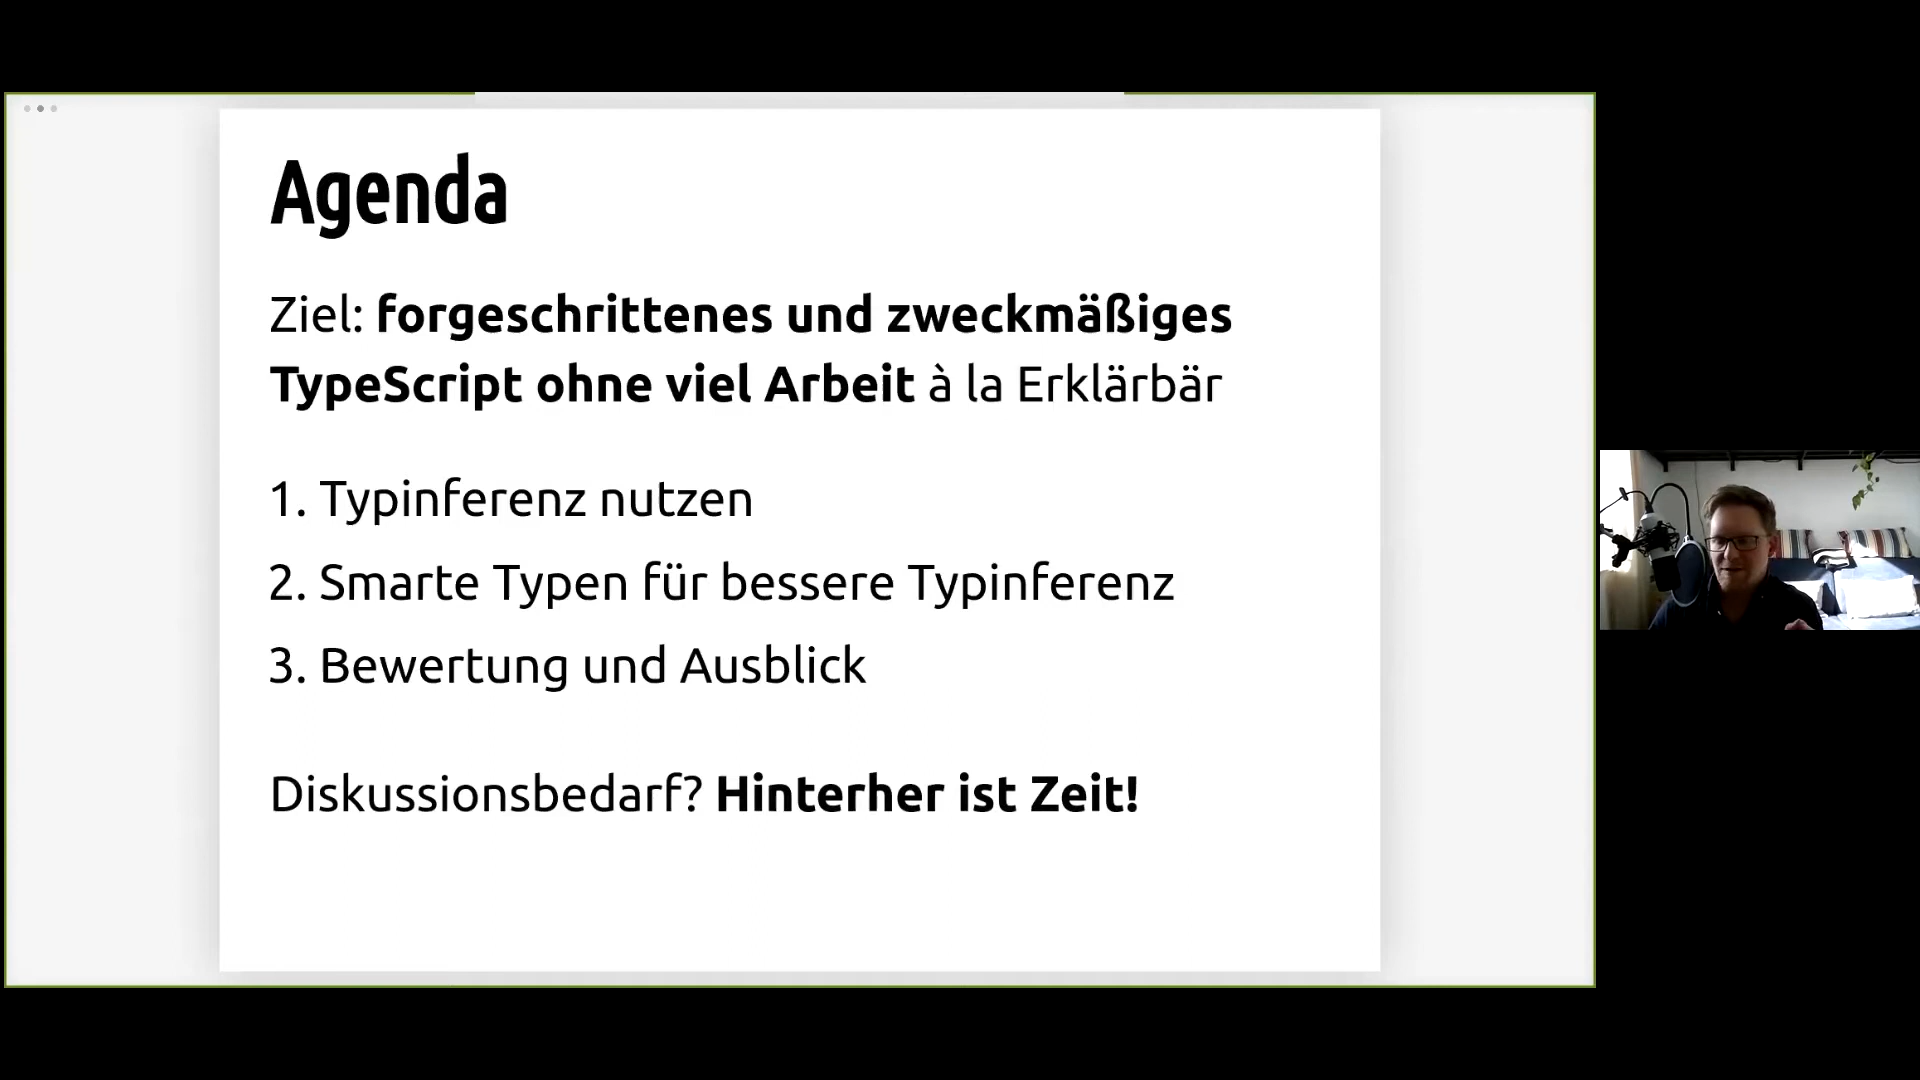 Agenda
Ziel: forgeschrittenes und zweckmäßiges
TypeScript ohne viel Arbeit à la Erklärbär
1. Typinferenz nutzen
2. Smarte Typen für bessere Typinferenz
3. Bewertung und Ausblick
Diskussionsbedarf? Hinterher ist Zeit!